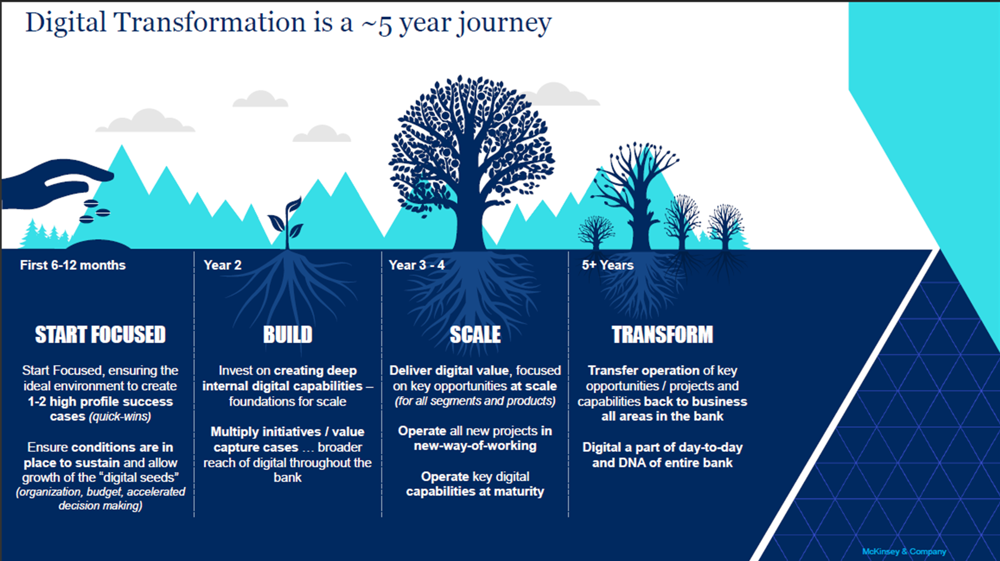 Digital Transformation is a ~5 year journey
First 6-12 months
START FOCUSED
Start Focused, ensuring the
ideal environment to create
1-2 high profile success
cases (quick-wins)
Ensure conditions are in
place to sustain and allow
growth of the “digital seeds”
(organization, budget, accelerated
decision making)
Year 2
BUILD
Invest on creating deep
internal digital capabilities –
foundations for scale
Multiply initiatives / value
capture cases … broader
reach of digital throughout the
bank
Year 3 - 4
SCALE
Deliver digital value, focused
on key opportunities at scale
(for all segments and products)
Operate all new projects in
new-way-of-working
Operate key digital
capabilities at maturity
5+ Years
TRANSFORM
Transfer operation of key
opportunities / projects and
capabilities back to business
all areas in the bank
Digital a part of day-to-day
and DNA of entire bank
McKinsey & Company